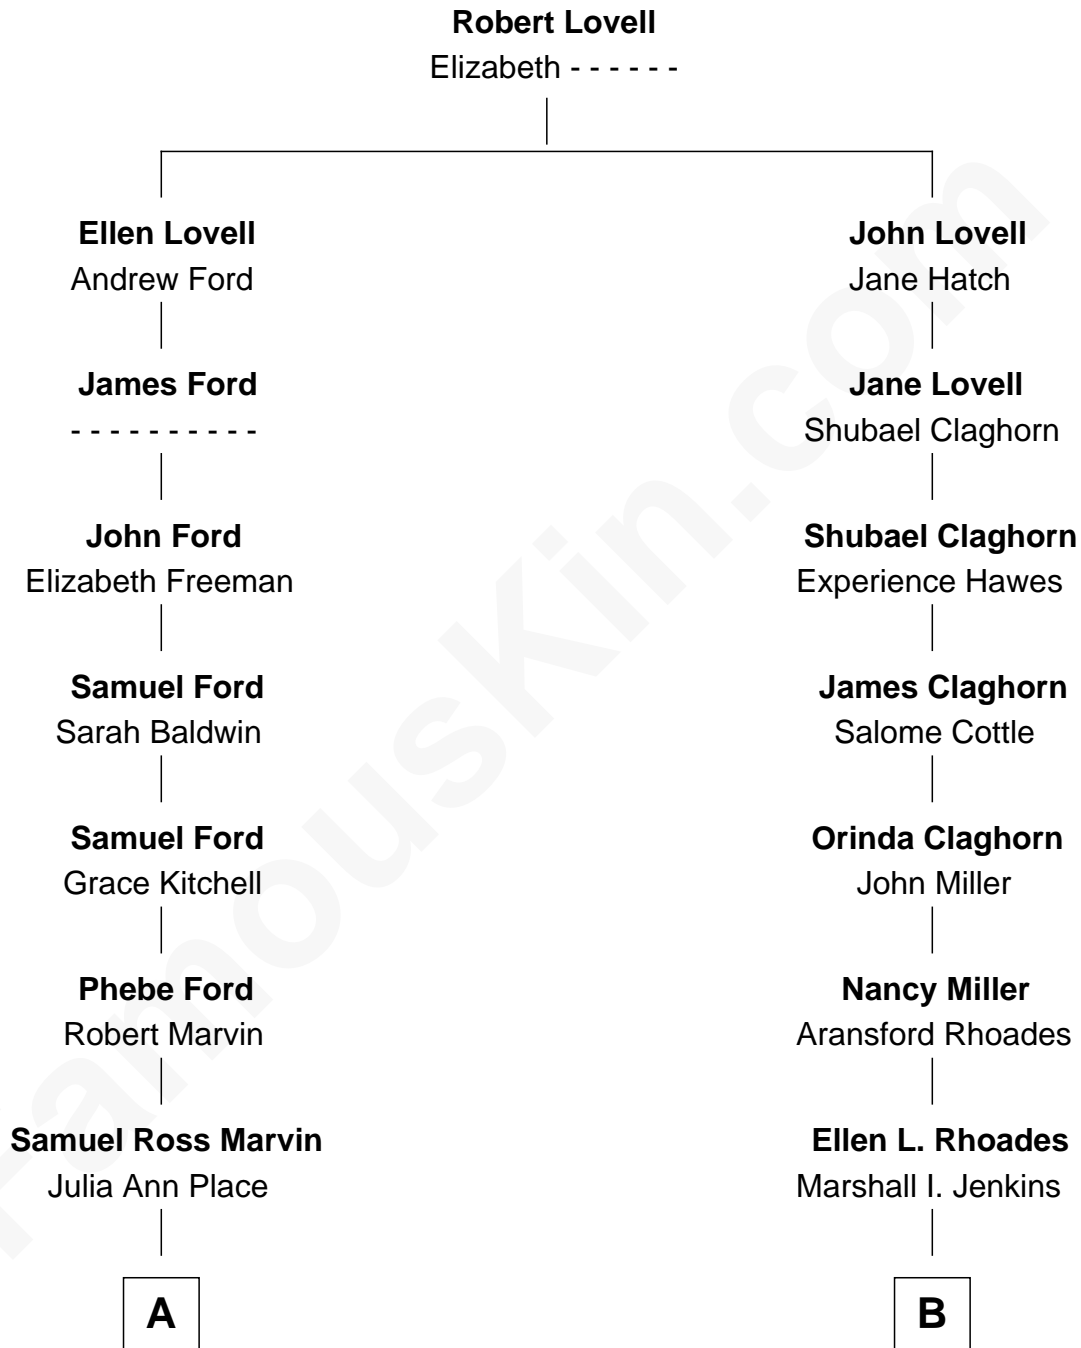 Robert Lovell
Elizabeth - - - - - -
Ellen Lovell
Andrew Ford
John Lovell
Jane Hatch
James Ford
- - - - - - - - - -
Jane Lovell
Shubael Claghorn
John Ford
Elizabeth Freeman
Shubael Claghorn
Experience Hawes
Samuel Ford
Sarah Baldwin
James Claghorn
Salome Cottle
Samuel Ford
Grace Kitchell
Orinda Claghorn
John Miller
Phebe Ford
Robert Marvin
Nancy Miller
Aransford Rhoades
Samuel Ross Marvin
Julia Ann Place
Ellen L. Rhoades
Marshall I. Jenkins
A
B
FamousKin.com